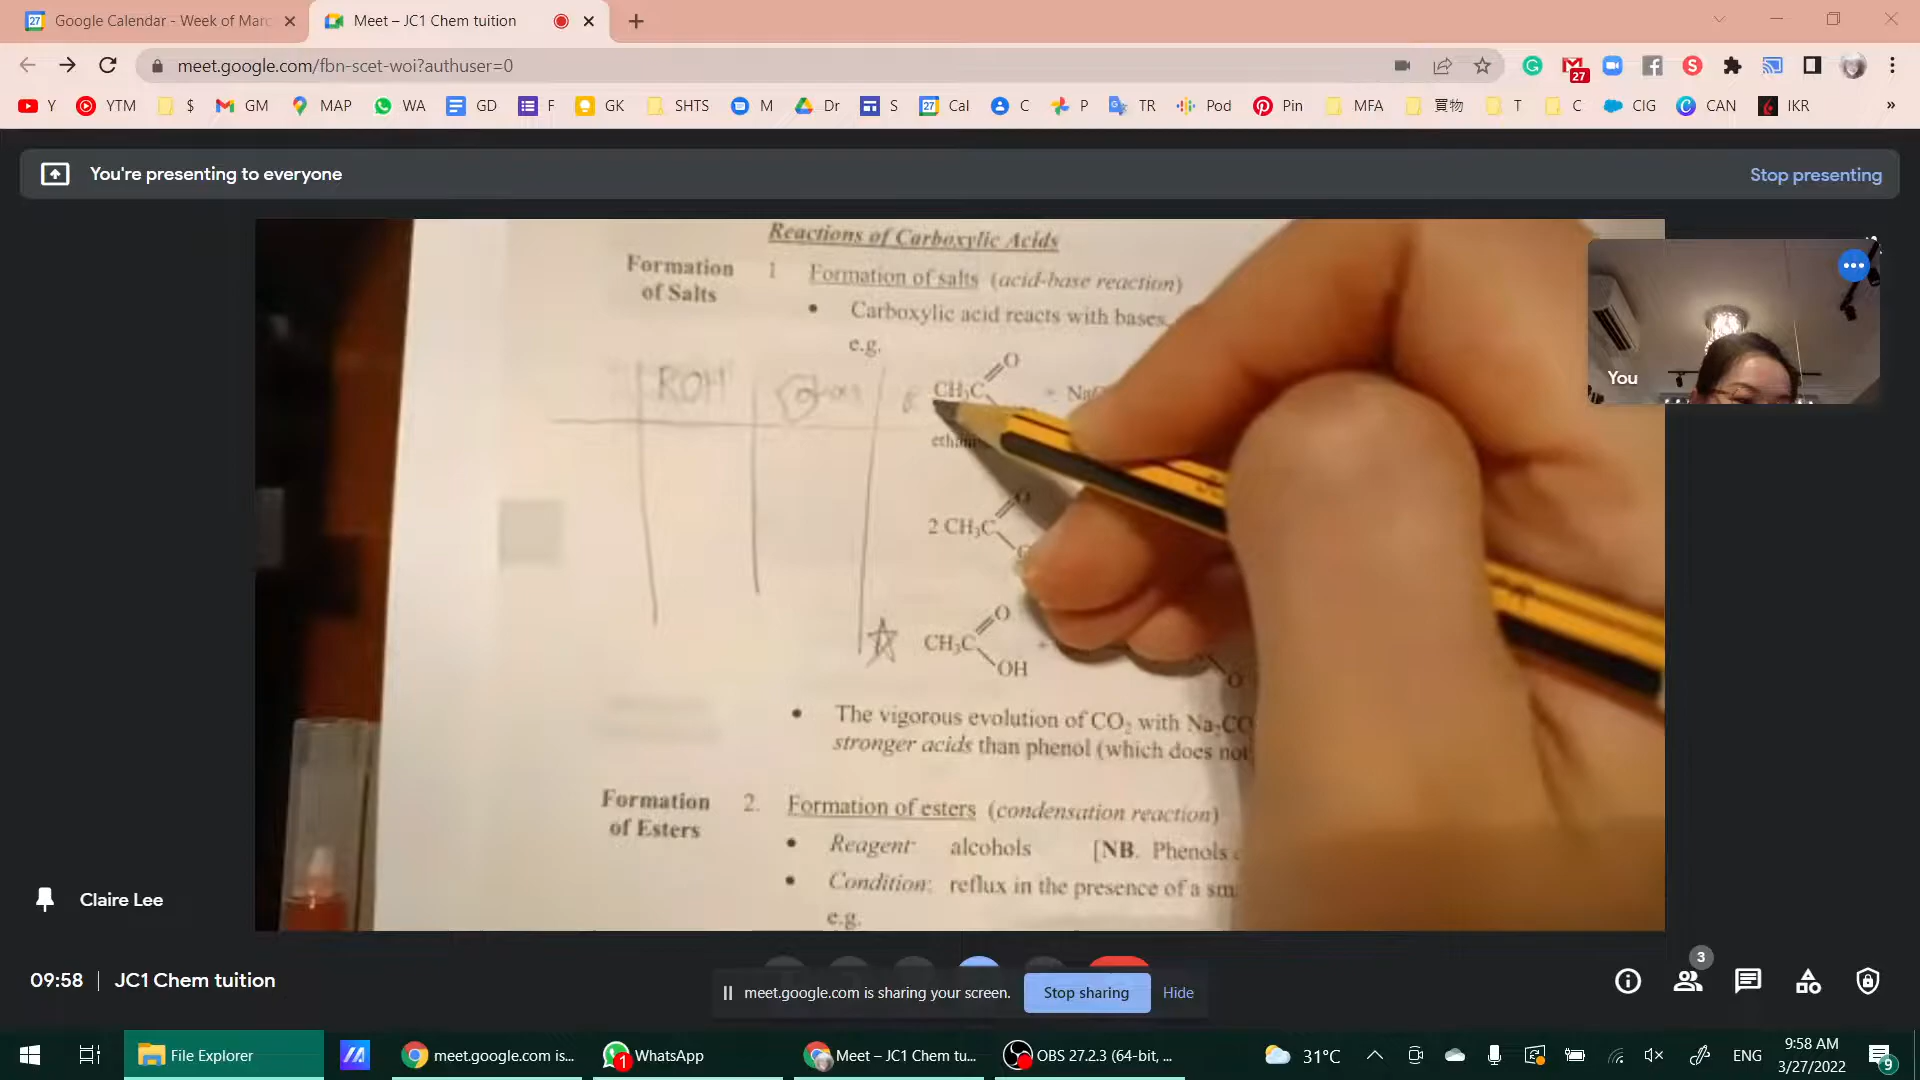 Google Calendar - Week of Marc
Meet – JC1 Chem tuition
meet.google.com/fbn-scet-woi?authuser=0
27
Y YTM $ GM MAP WA GD F GK SHTS M Dr S Cal C P TR Pod Pin MFA 買物 T C CIG CAN IKR »
You're presenting to everyone
Stop presenting
Reactions of Carboxylic Acids
Formation of Salts
1 Formation of salts (acid-base reaction)
• Carboxylic acid reacts with bases
e.g.
ROH
CH₃C O + Na
2 CH₃C O
CH₃C O OH +
O
• The vigorous evolution of CO₂ with Na₂CO
stronger acids than phenol (which does not
Formation of Esters
2. Formation of esters (condensation reaction)
• Reagent: alcohols [NB. Phenols
• Condition: reflux in the presence of a
e.g.
You
Claire Lee
09:58 | JC1 Chem tuition
3
meet.google.com is sharing your screen.
Stop sharing
Hide
File Explorer
meet.google.com is...
1
WhatsApp
Meet – JC1 Chem tu...
OBS 27.2.3 (64-bit, ...
31°C
ENG
9:58 AM
3/27/2022
9